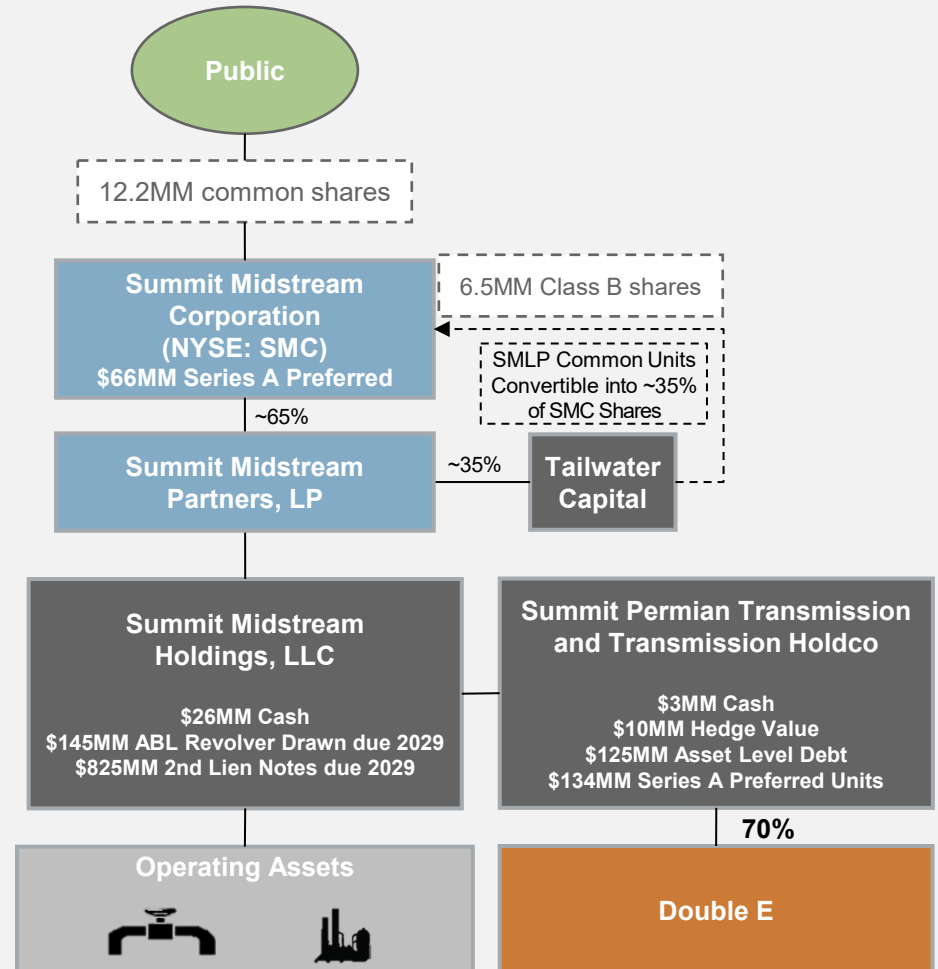 Public
12.2MM common shares
Summit Midstream
Corporation
(NYSE: SMC)
$66MM Series A Preferred
6.5MM Class B shares
SMLP Common Units
Convertible into ~35%
of SMC Shares
~65%
Summit Midstream
Partners, LP
~35%
Tailwater
Capital
Summit Midstream
Holdings, LLC
$26MM Cash
$145MM ABL Revolver Drawn due 2029
$825MM 2nd Lien Notes due 2029
Summit Permian Transmission
and Transmission Holdco
$3MM Cash
$10MM Hedge Value
$125MM Asset Level Debt
$134MM Series A Preferred Units
70%
Operating Assets
Double E